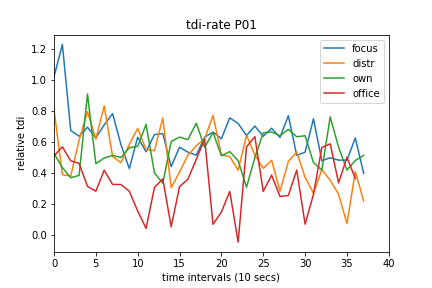 tdi-rate P01
relative tdi
1.2
1.0
0.8
0.6
0.4
0.2
0.0
focus
distr
own
office
0 5 10 15 20 25 30 35 40
time intervals (10 secs)